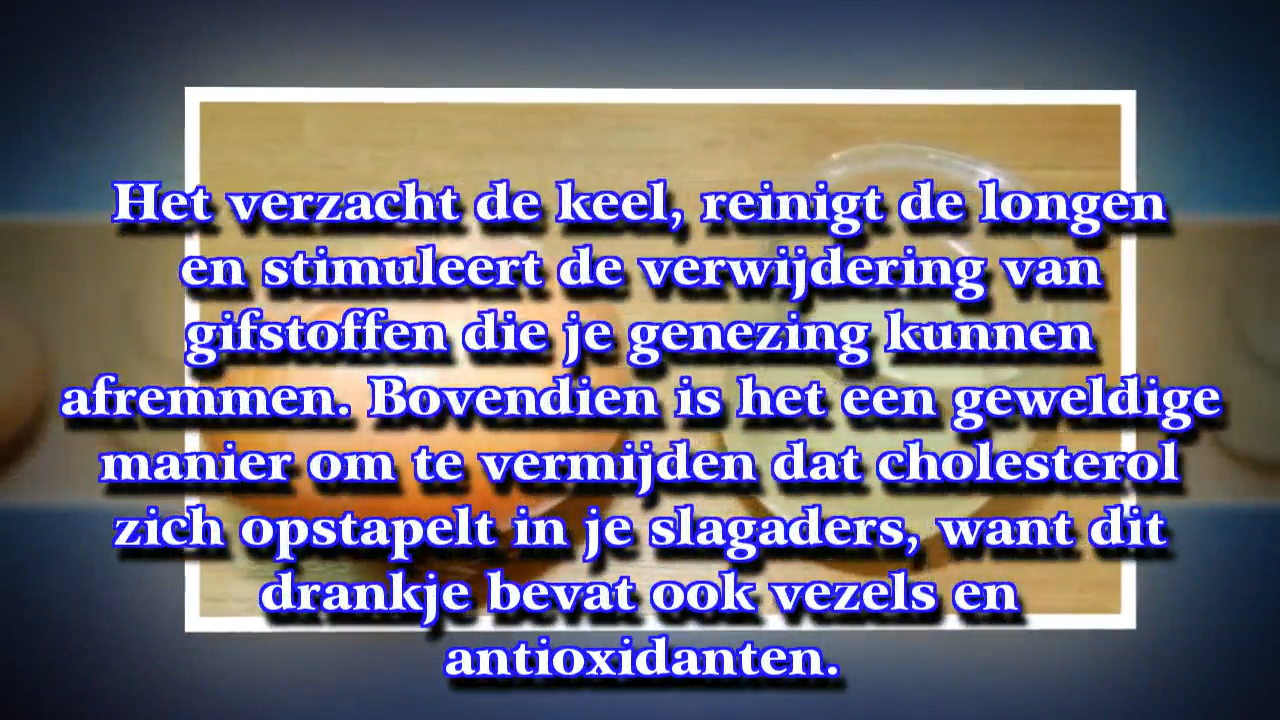 Het verzacht de keel, reinigt de longen
en stimuleert de verwijdering van
gifstoffen die je genezing kunnen
afremmen. Bovendien is het een geweldige
manier om te vermijden dat cholesterol
zich opstapelt in je slagaders, want dit
drankje bevat ook vezels en
antioxidanten.